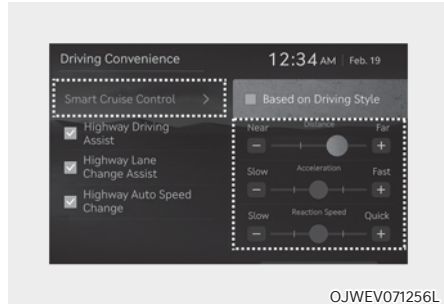 Driving Convenience
12:34 AM | Feb. 19
Smart Cruise Control >
Based on Driving Style
Highway Driving
Assist
Highway Lane
Change Assist
Highway Auto Speed
Change
Near Distance Far
− +
Slow Acceleration Fast
− +
Slow Reaction Speed Quick
− +
OJWEV071256L